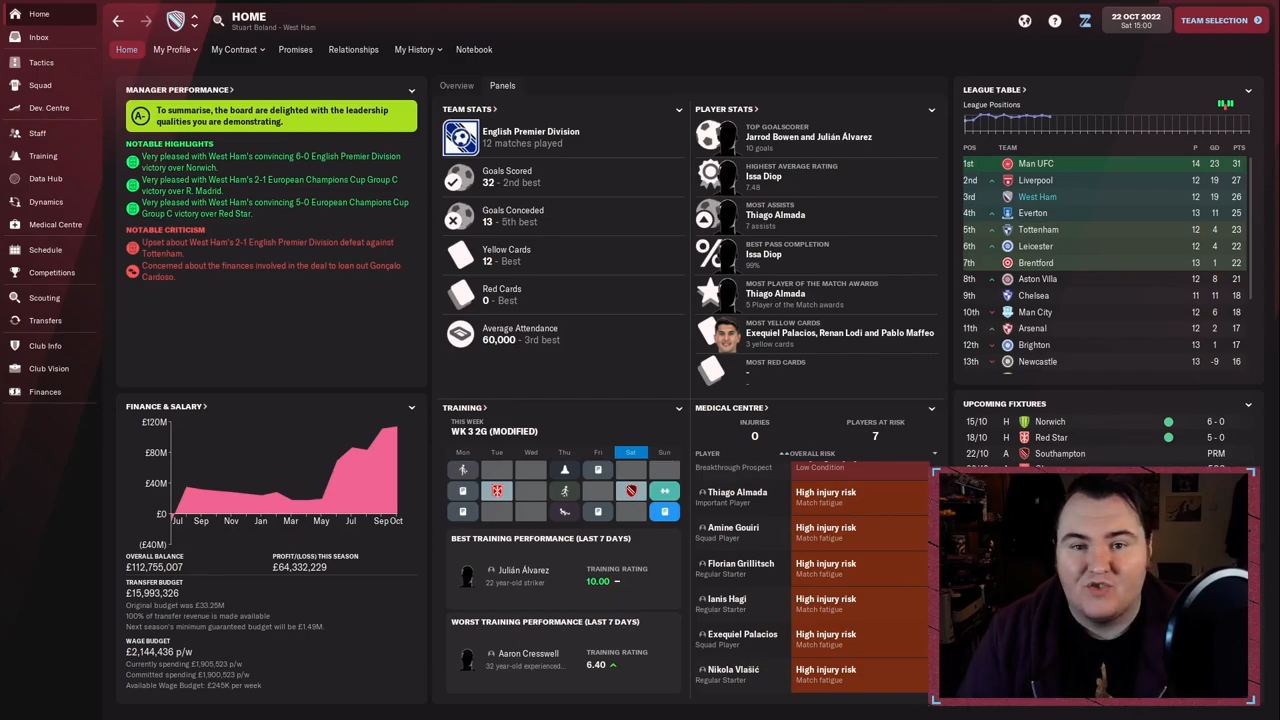 Home
Inbox
Tactics
Squad
Dev. Centre
Staff
Training
Data Hub
Dynamics
Medical Centre
Schedule
Competitions
Scouting
Transfers
Club Info
Club Vision
Finances
HOME
Stuart Boland - West Ham
22 OCT 2022
Sat 15:00
TEAM SELECTION
Home My Profile My Contract Promises Relationships My History Notebook
MANAGER PERFORMANCE
A-
To summarise, the board are delighted with the leadership
qualities you are demonstrating.
NOTABLE HIGHLIGHTS
Very pleased with West Ham's convincing 6-0 English Premier Division
victory over Norwich.
Very pleased with West Ham's 2-1 European Champions Cup Group C
victory over R. Madrid.
Very pleased with West Ham's convincing 5-0 European Champions Cup
Group C victory over Red Star.
NOTABLE CRITICISM
Upset about West Ham's 2-1 English Premier Division defeat against
Tottenham.
Concerned about the finances involved in the deal to loan out Gonçalo
Cardoso.
FINANCE & SALARY
£120M
£80M
£40M
£0
(£40M)
Jul Sep Nov Jan Mar May Jul Sep Oct
OVERALL BALANCE PROFIT/(LOSS) THIS SEASON
£112,755,007 £64,332,229
TRANSFER BUDGET
£15,993,326
Original budget was £33.25M
100% of transfer revenue is made available
Next season's minimum guaranteed budget will be £1.49M.
WAGE BUDGET
£2,144,436 p/w
Currently spending £1,905,523 p/w
Committed spending £1,900,523 p/w
Available Wage Budget: £245K per week
Overview Panels
TEAM STATS
English Premier Division
12 matches played
Goals Scored
32 - 2nd best
Goals Conceded
13 - 5th best
Yellow Cards
12 - Best
Red Cards
0 - Best
Average Attendance
60,000 - 3rd best
PLAYER STATS
TOP GOALSCORER
Jarrod Bowen and Julián Álvarez
10 goals
HIGHEST AVERAGE RATING
Issa Diop
7.48
MOST ASSISTS
Thiago Almada
7 assists
BEST PASS COMPLETION
Issa Diop
99%
MOST PLAYER OF THE MATCH AWARDS
Thiago Almada
5 Player of the Match awards
MOST YELLOW CARDS
Exequiel Palacios, Renan Lodi and Pablo Maffeo
3 yellow cards
MOST RED CARDS
-
-
TRAINING
THIS WEEK
WK 3 2G (MODIFIED)
Mon Tue Wed Thu Fri Sat Sun
BEST TRAINING PERFORMANCE (LAST 7 DAYS)
Julián Álvarez
22 year-old striker
TRAINING RATING
10.00
WORST TRAINING PERFORMANCE (LAST 7 DAYS)
Aaron Cresswell
32 year-old experienced...
TRAINING RATING
6.40
MEDICAL CENTRE
INJURIES PLAYERS AT RISK
0 7
PLAYER OVERALL RISK
Breakthrough Prospect Low Condition
Thiago Almada High injury risk
Important Player Match fatigue
Amine Gouiri High injury risk
Squad Player Match fatigue
Florian Grillitsch High injury risk
Regular Starter Match fatigue
Ianis Hagi High injury risk
Regular Starter Match fatigue
Exequiel Palacios High injury risk
Squad Player Match fatigue
Nikola Vlašić High injury risk
Regular Starter Match fatigue
LEAGUE TABLE
League Positions
POS TEAM P GD PTS
1st Man UFC 14 23 31
2nd Liverpool 12 19 27
3rd West Ham 12 19 26
4th Everton 13 11 25
5th Tottenham 12 4 23
6th Leicester 12 4 22
7th Brentford 13 1 22
8th Aston Villa 12 8 21
9th Chelsea 11 11 18
10th Man City 12 6 18
11th Arsenal 12 2 17
12th Brighton 13 1 17
13th Newcastle 13 -9 16
UPCOMING FIXTURES
15/10 H Norwich 6 - 0
18/10 H Red Star 5 - 0
22/10 A Southampton PRM